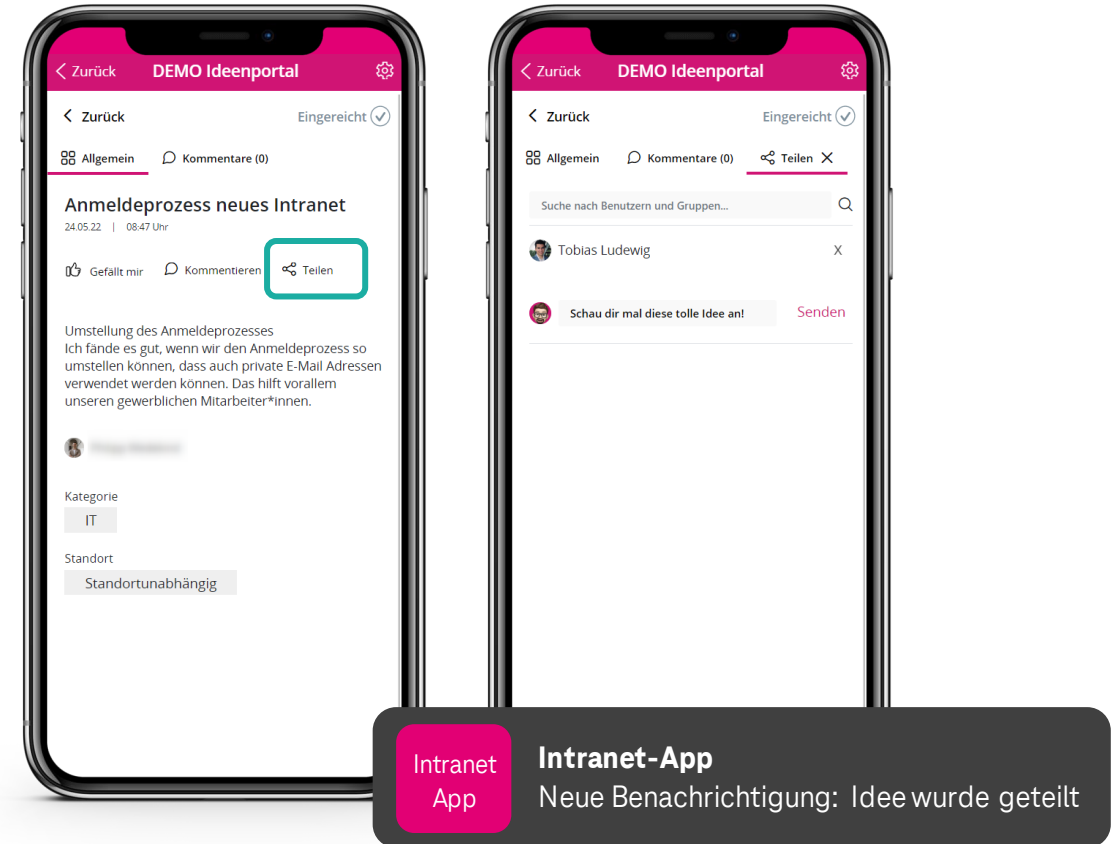 Zurück DEMO Ideenportal
Zurück Eingereicht
Allgemein Kommentare (0)
Anmeldeprozess neues Intranet
24.05.22 | 08:47 Uhr
Gefällt mir Kommentieren Teilen
Umstellung des Anmeldeprozesses
Ich fände es gut, wenn wir den Anmeldeprozess so
umstellen können, dass auch private E-Mail Adressen
verwendet werden können. Das hilft vorallem
unseren gewerblichen Mitarbeiter*innen.
Kategorie
IT
Standort
Standortunabhängig
Zurück DEMO Ideenportal
Zurück Eingereicht
Allgemein Kommentare (0) Teilen X
Suche nach Benutzern und Gruppen...
Tobias Ludewig X
Schau dir mal diese tolle Idee an! Senden
Intranet
App
Intranet-App
Neue Benachrichtigung: Idee wurde geteilt